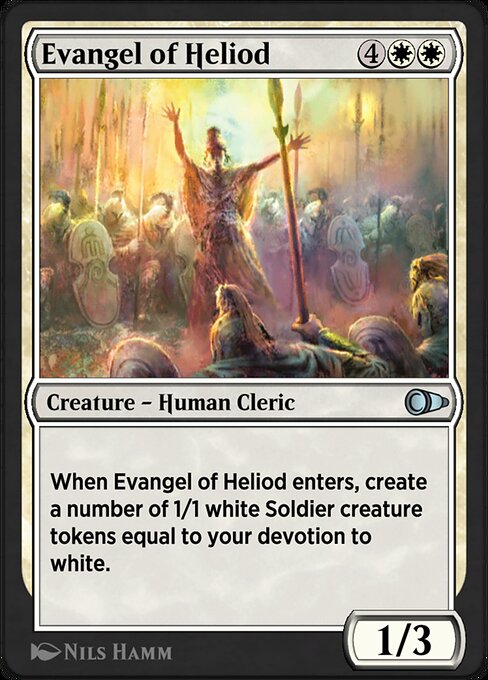 Evangel of Heliod 4
Creature – Human Cleric
When Evangel of Heliod enters, create
a number of 1/1 white Soldier creature
tokens equal to your devotion to
white.
1/3
NILS HAMM